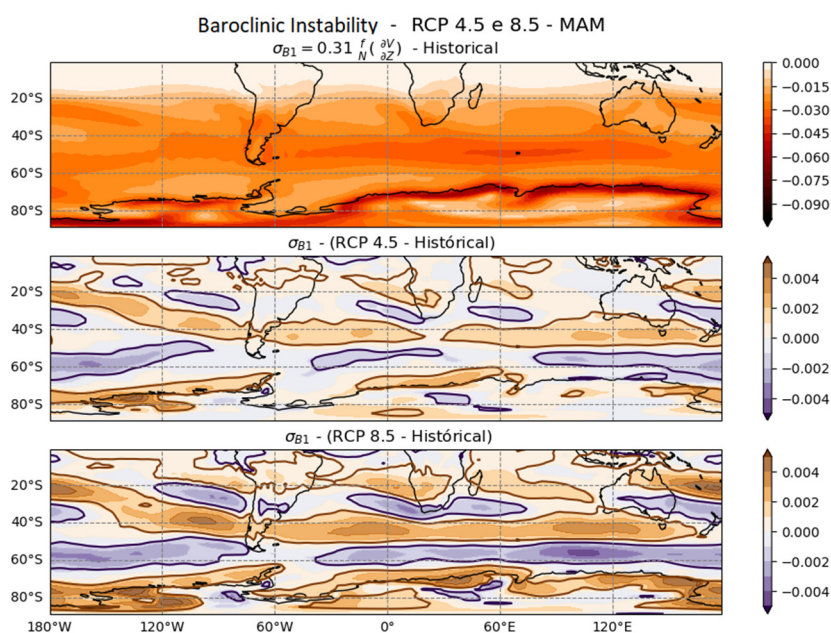 Baroclinic Instability - RCP 4.5 e 8.5 - MAM
σB1 = 0.31 f/N (∂V/∂Z) - Historical
20°S
40°S
60°S
80°S
0.000
−0.015
−0.030
−0.045
−0.060
−0.075
−0.090
σB1 - (RCP 4.5 - Histórical)
20°S
40°S
60°S
80°S
0.004
0.002
0.000
−0.002
−0.004
σB1 - (RCP 8.5 - Histórical)
20°S
40°S
60°S
80°S
0.004
0.002
0.000
−0.002
−0.004
180°W 120°W 60°W 0° 60°E 120°E